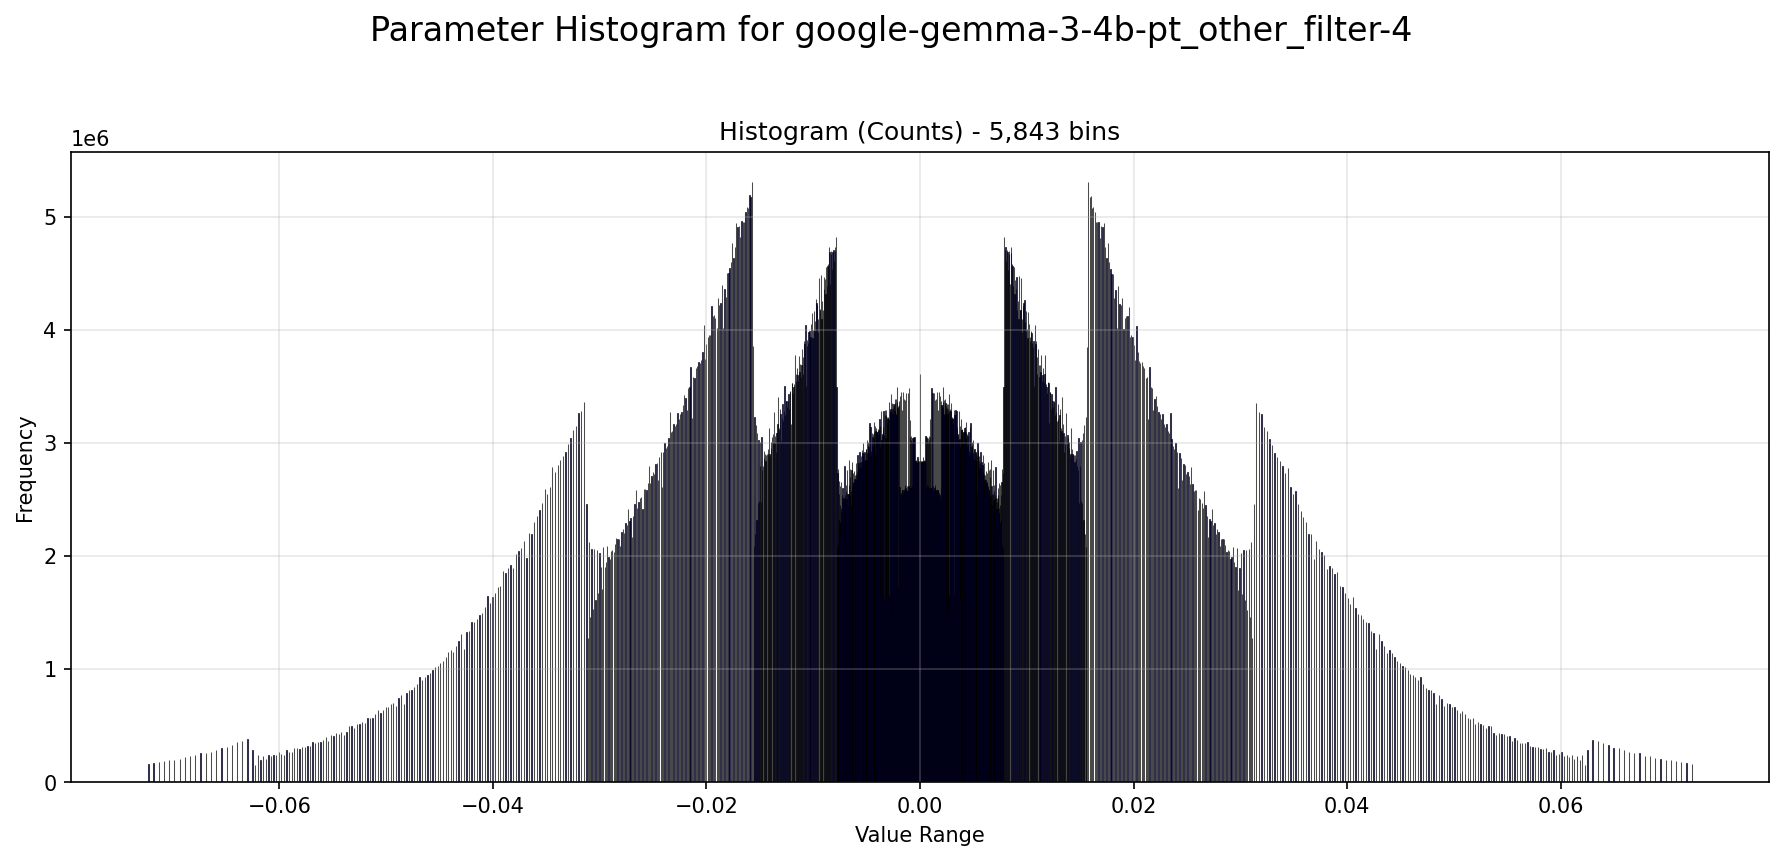 Parameter Histogram for google-gemma-3-4b-pt_other_filter-4
Histogram (Counts) - 5,843 bins
1e6
5
4
3
2
1
0
Frequency
−0.06 −0.04 −0.02 0.00 0.02 0.04 0.06
Value Range